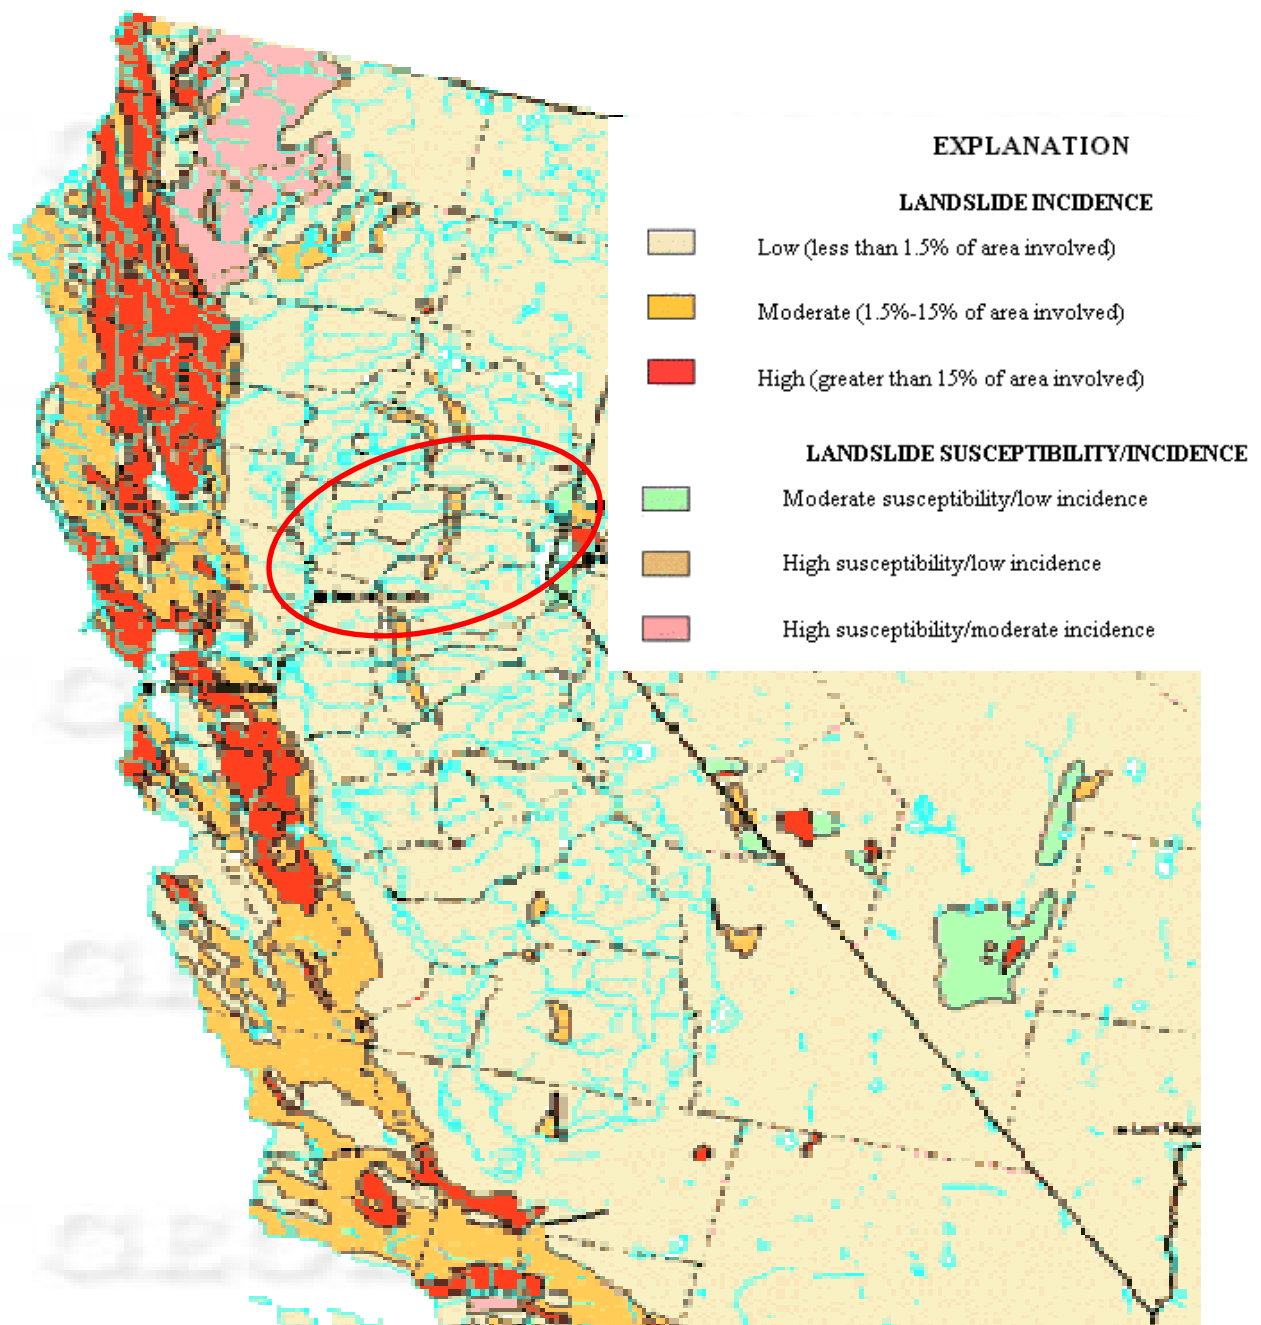 EXPLANATION
LANDSLIDE INCIDENCE
Low (less than 1.5% of area involved)
Moderate (1.5%-15% of area involved)
High (greater than 15% of area involved)
LANDSLIDE SUSCEPTIBILITY/INCIDENCE
Moderate susceptibility/low incidence
High susceptibility/low incidence
High susceptibility/moderate incidence